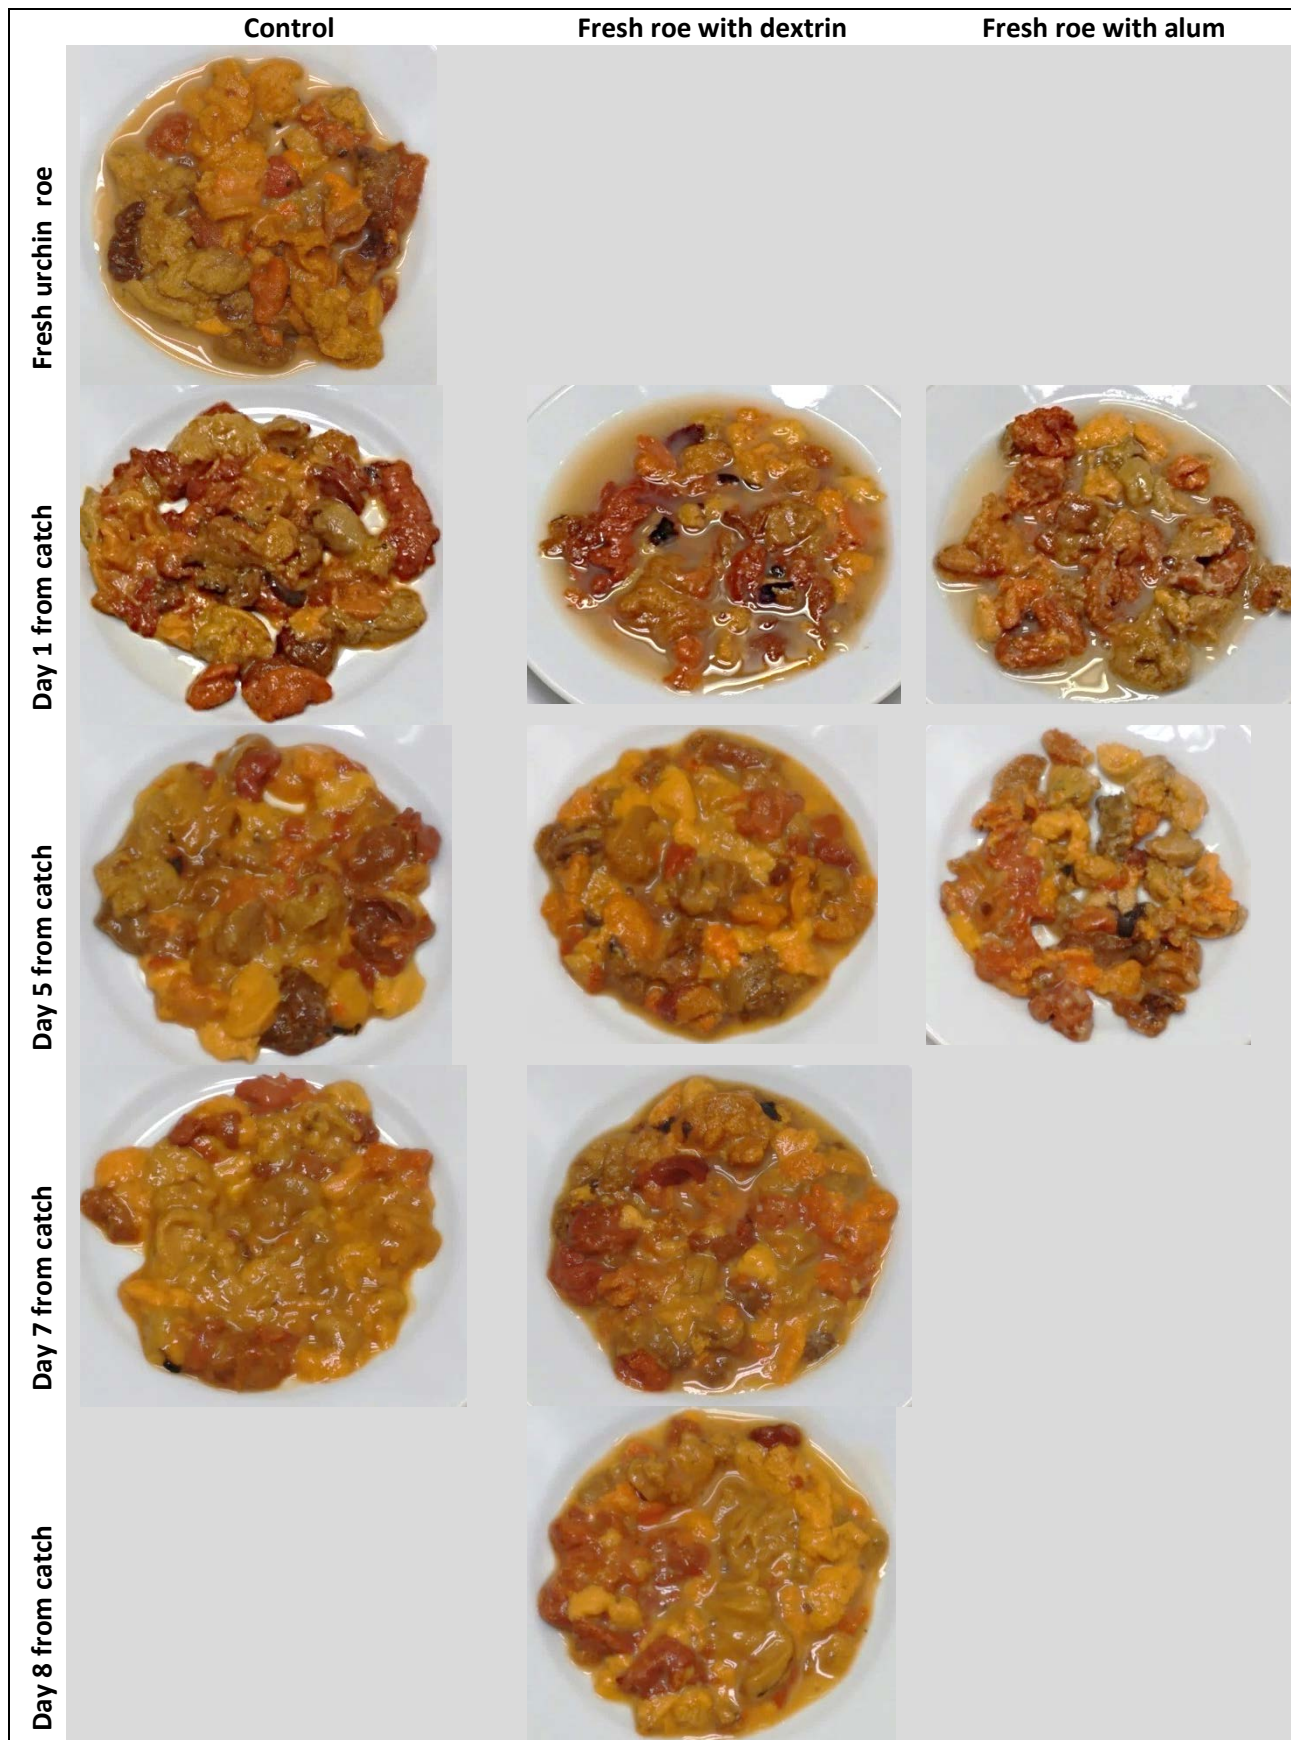 Control
Fresh roe with dextrin
Fresh roe with alum
Fresh urchin roe
Day 1 from catch
Day 5 from catch
Day 7 from catch
Day 8 from catch